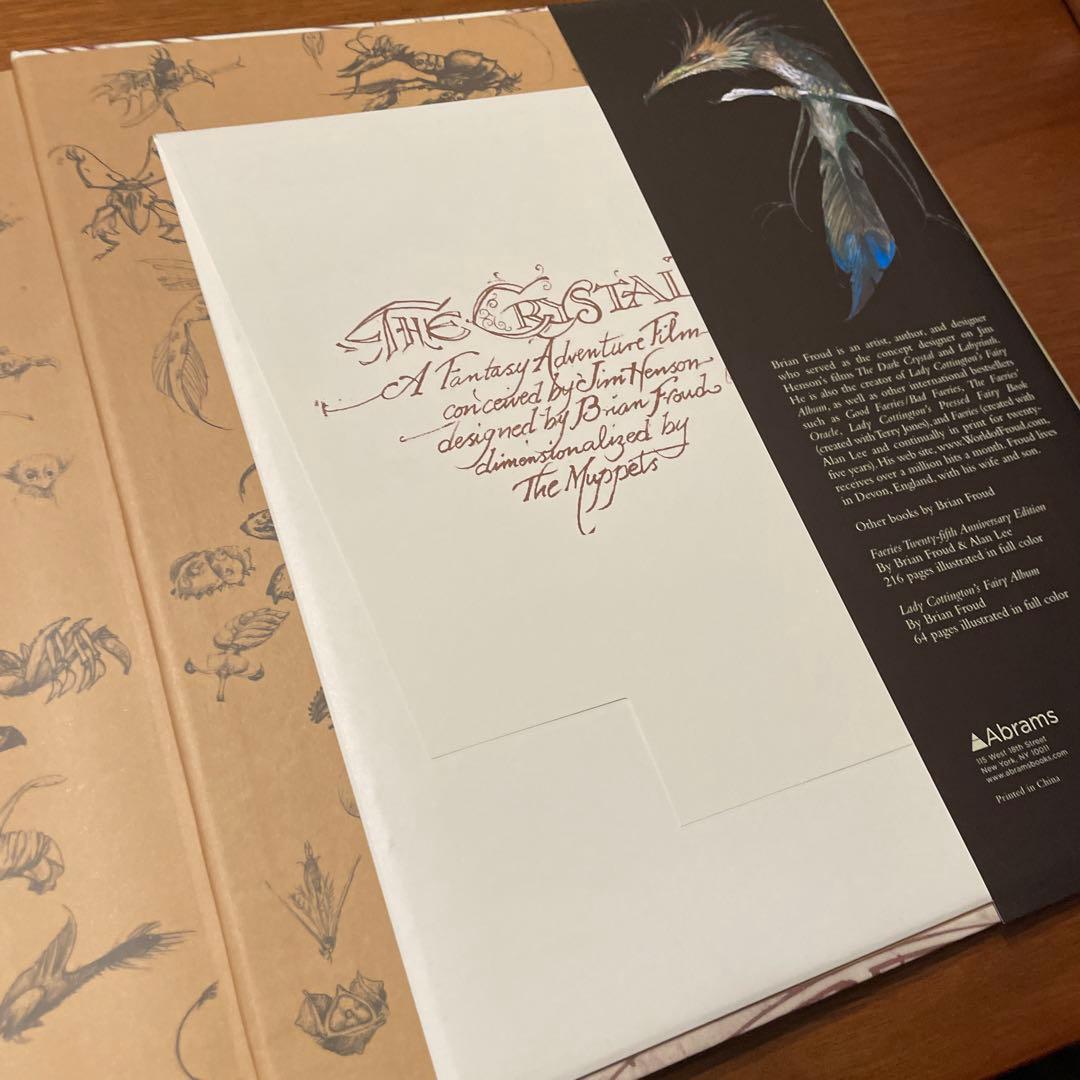 THE CRYSTAL
A Fantasy Adventure Film
conceived by Jim Henson
designed by Brian Froud
dimensionalized by
The Muppets
Brian Froud is an artist, author, and designer
who served as the concept designer on Jim
Henson's films The Dark Crystal and Labyrinth.
He is also the creator of Lady Cottington's Fairy
Album, as well as other international bestsellers
such as Good Faeries/Bad Faeries, The Faeries'
Oracle, Lady Cottington's Pressed Fairy Book
(created with Terry Jones), and Faeries (created with
Alan Lee and continually in print for twenty-
five years). His web site, www.WorldofFroud.com,
receives over a million hits a month. Froud lives
in Devon, England, with his wife and son.
Other books by Brian Froud
Faeries Twenty-fifth Anniversary Edition
By Brian Froud & Alan Lee
216 pages illustrated in full color
Lady Cottington's Fairy Album
By Brian Froud
64 pages illustrated in full color
Abrams
115 West 18th Street
New York, NY 10011
www.abramsbooks.com
Printed in China